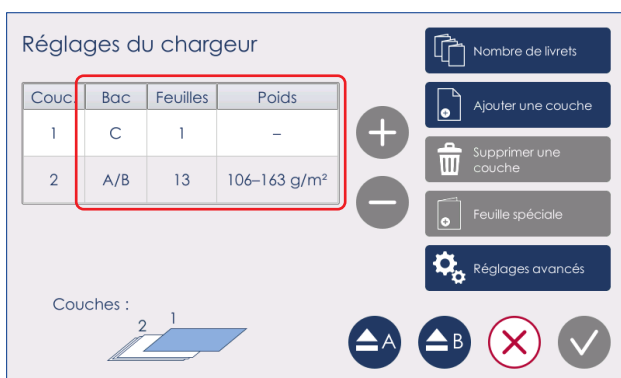 Réglages du chargeur
Couc.
Bac
Feuilles
Poids
1
C
1
–
2
A/B
13
106–163 g/m²
Nombre de livrets
Ajouter une couche
Supprimer une
couche
Feuille spéciale
Réglages avancés
Couches :
2
1
A
B